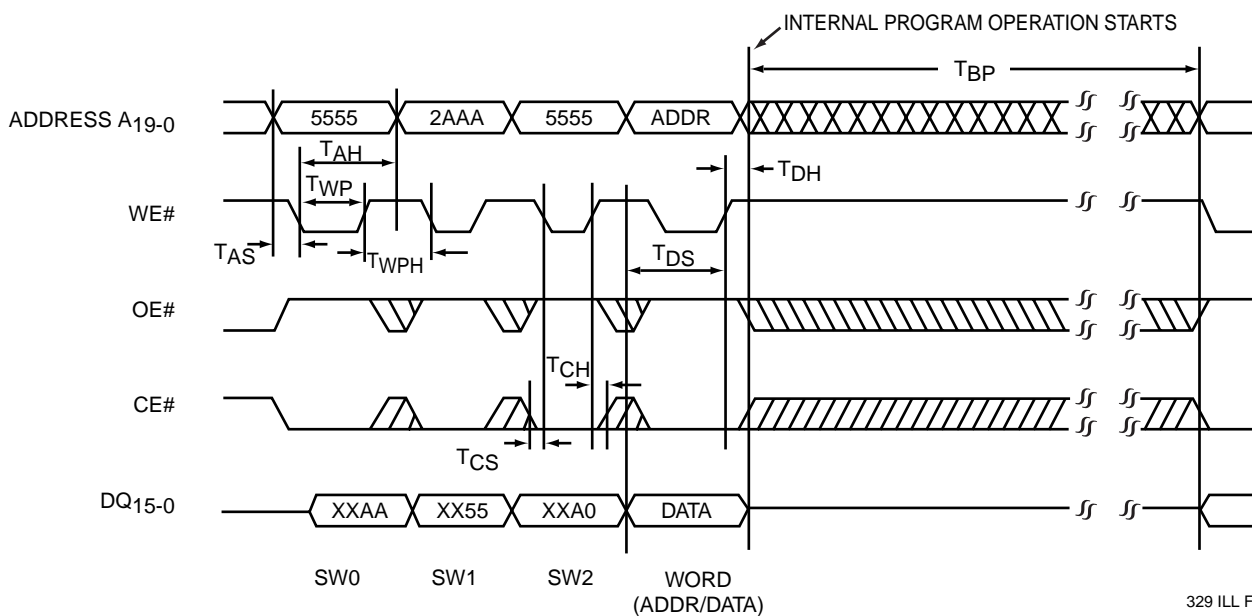 INTERNAL PROGRAM OPERATION STARTS
TBP
ADDRESS A19-0
5555
2AAA
5555
ADDR
TAH
TDH
TWP
WE#
TAS
TWPH
TDS
OE#
TCH
CE#
TCS
DQ15-0
XXAA
XX55
XXA0
DATA
SW0
SW1
SW2
WORD
(ADDR/DATA)
329 ILL F